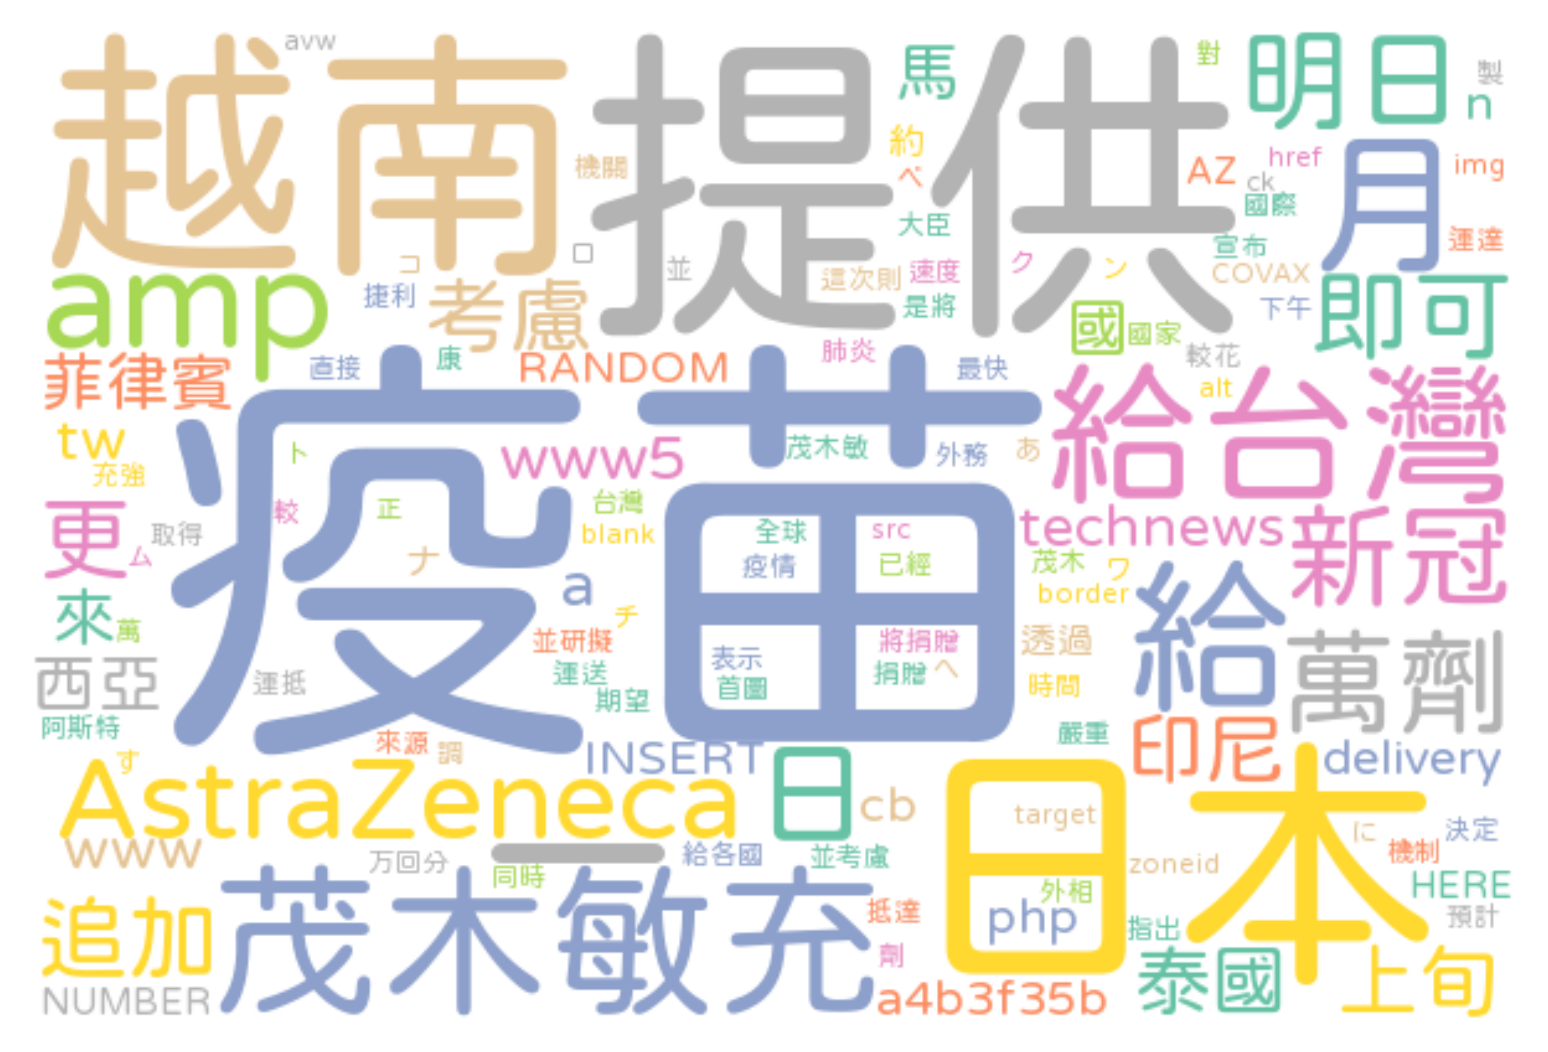 avw
越南
提供
馬
對
明日
製
n
約
機關
べ
AZ
href
ck
國際
月
img
大臣
宣布
運達
コ
ロ
並
這次則
速度
是將
ク
ン
COVAX
下午
amp
捷利
考慮
國
國家
即可
菲律賓
直接
康
RANDOM
肺炎
最快
較花
alt
tw
充強
ト
疫苗
www5
茂木敏
外務
あ
給台灣
更
取得
ム
較
正
台灣
blank
全球
src
technews
新冠
ナ
a
疫情
已經
茂木
ワ
border
來
萬
チ
並研擬
將捐贈
透過
給
萬劑
西亞
運抵
運送
表示
捐贈
へ
期望
首圖
時間
阿斯特
來源
調
嚴重
印尼
す
INSERT
delivery
AstraZeneca
日
cb
日本
target
に
決定
www
万回分
同時
給各國
並考慮
zoneid
機制
外相
HERE
追加
茂木敏充
抵達
php
指出
預計
劑
泰國
上旬
NUMBER
a4b3f35b